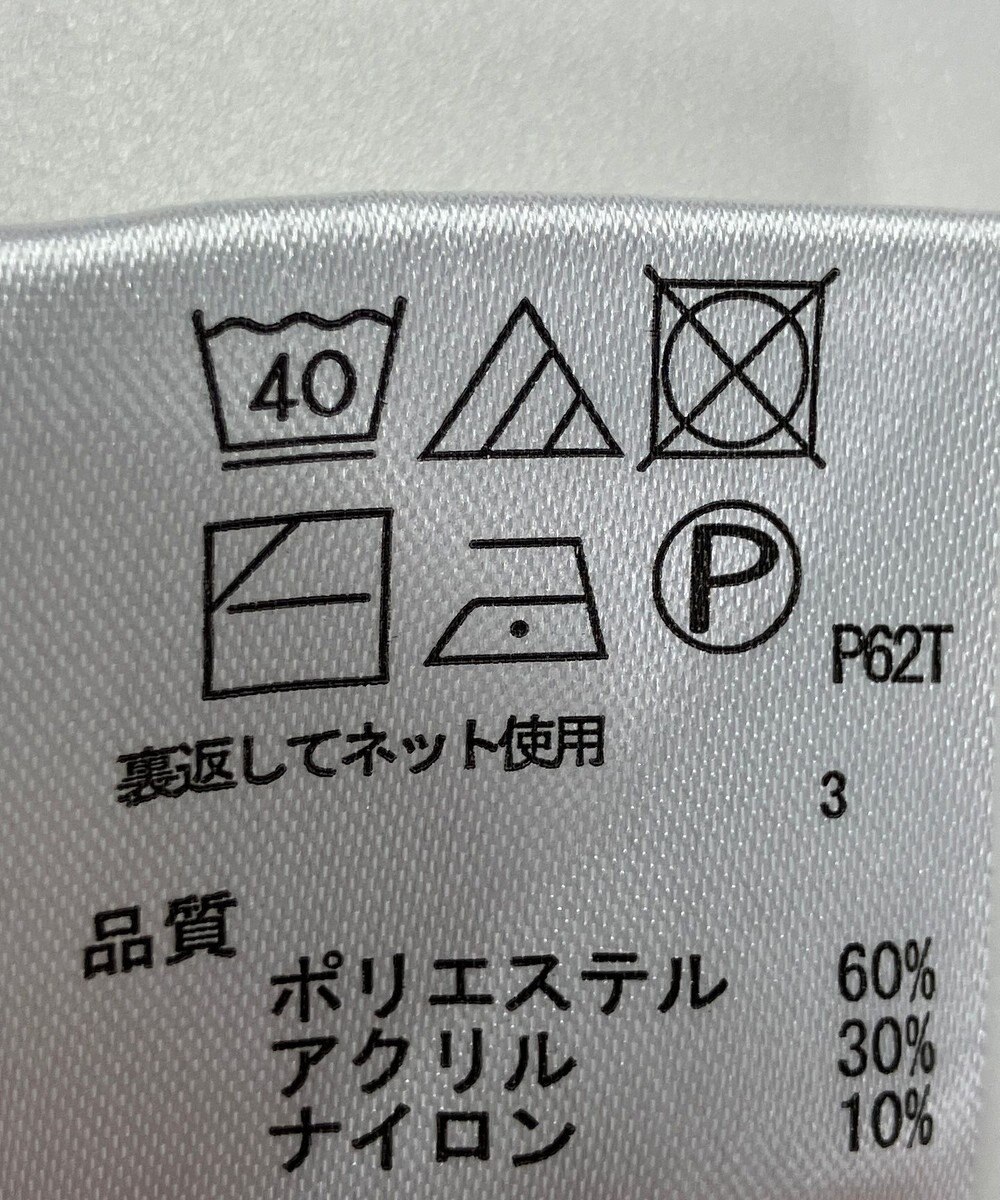 40
P
P62T
裏返してネット使用
3
品質
ポリエステル 60%
アクリル 30%
ナイロン 10%